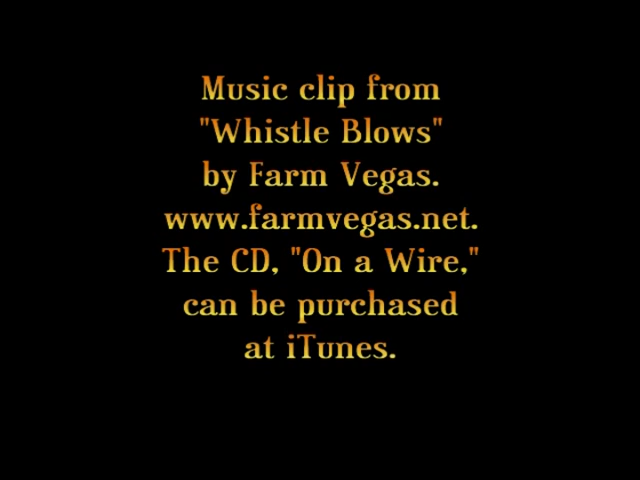 Music clip from
"Whistle Blows"
by Farm Vegas.
www.farmvegas.net.
The CD, "On a Wire,"
can be purchased
at iTunes.